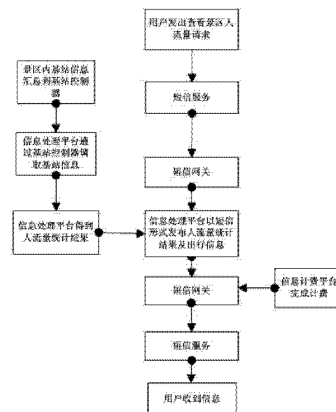 用户发出查看景区人
流量请求
景区内基站信息
汇总到基站控制
器
短信服务
信息处理平台通
过基站控制器读
取基站信息
短信网关
信息处理平台得到
人流量统计结果
信息处理平台以短信
形式发布人流量统计
结果及出行信息
短信网关
信息计费平台
完成计费
短信服务
用户收到信息